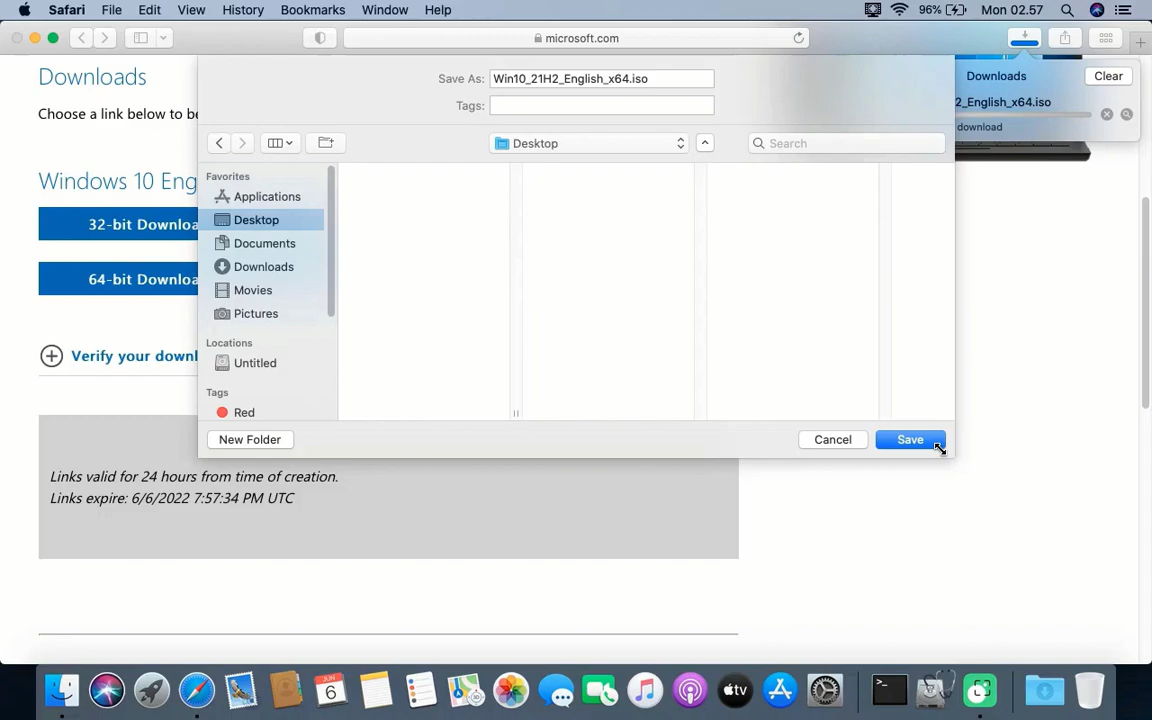 Safari File Edit View History Bookmarks Window Help 96% Mon 02.57
microsoft.com
Downloads
Choose a link below to be
Save As: Win10_21H2_English_x64.iso
Tags:
Desktop
Search
Downloads Clear
2_English_x64.iso
download
Favorites
Applications
Desktop
Documents
Downloads
Movies
Pictures
Locations
Untitled
Tags
Red
New Folder Cancel Save
Windows 10 Eng
32-bit Downloa
64-bit Downloa
Verify your downl
Links valid for 24 hours from time of creation.
Links expire: 6/6/2022 7:57:34 PM UTC
JUN
6
tv